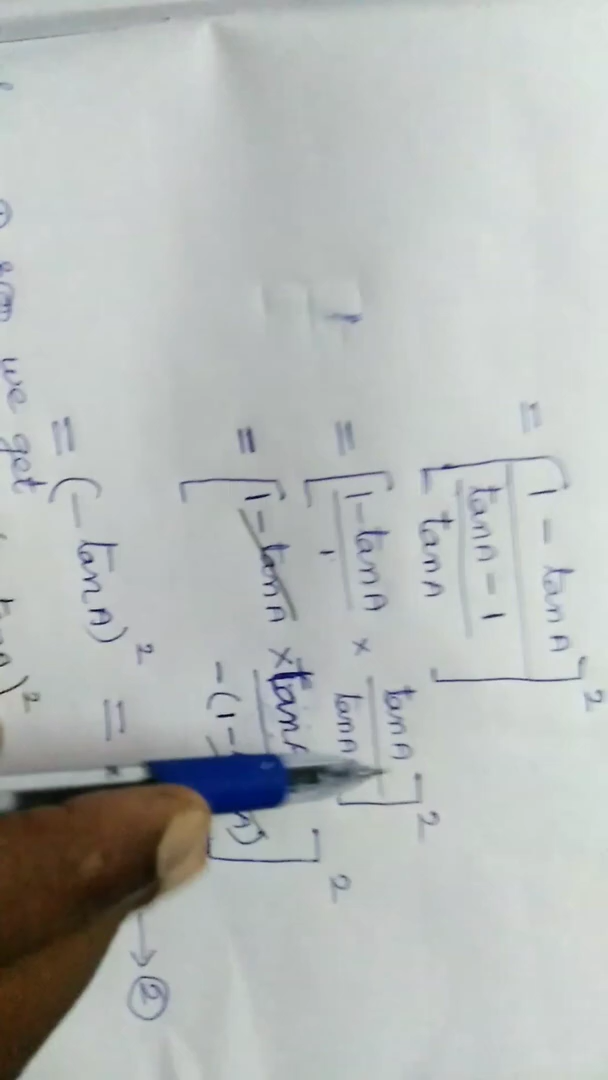 = [ 1 - tanA
tanA - 1
tanA ]2
= [ 1-tanA / 1 × tanA / tanA ]2
= [ 1-tanA × tanA / -(1- ) ]2
= (-tanA)2 = → ②
we get )2